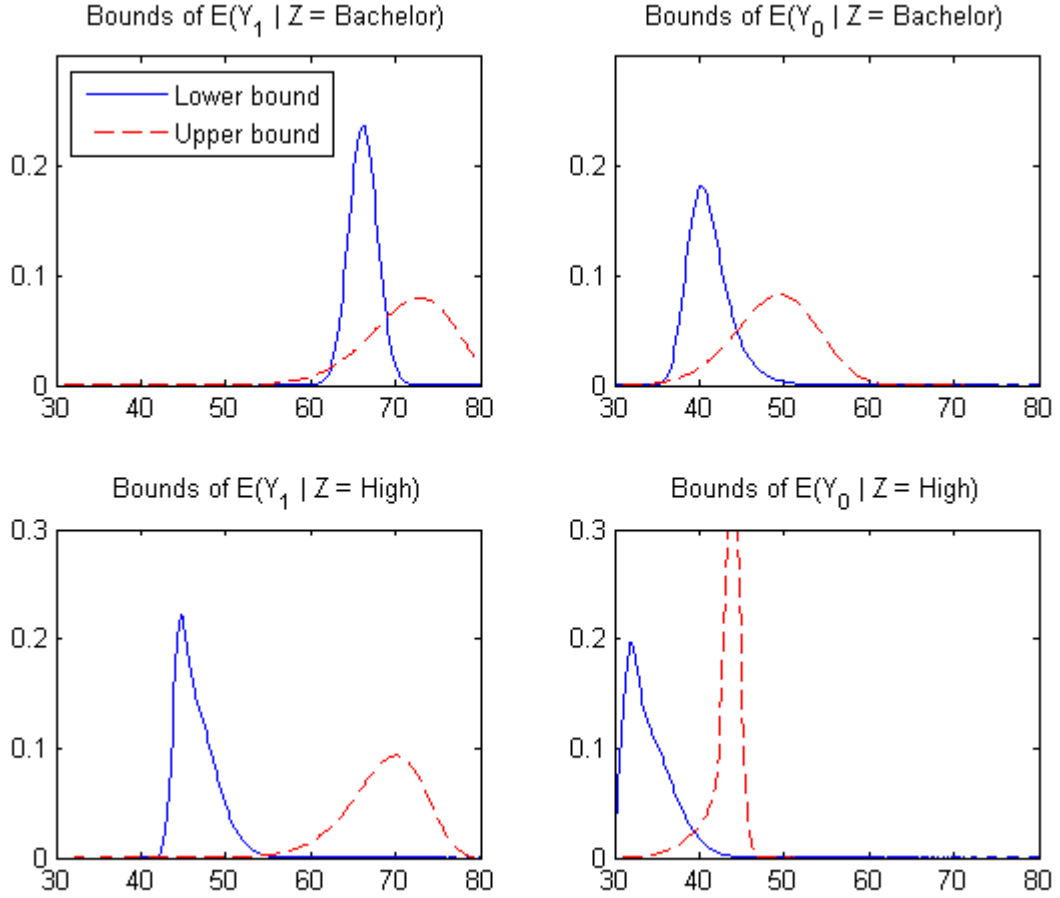 Bounds of E(Y1 | Z = Bachelor)
Lower bound
Upper bound
0.2
0.1
0
30 40 50 60 70 80
Bounds of E(Y0 | Z = Bachelor)
0.2
0.1
0
30 40 50 60 70 80
Bounds of E(Y1 | Z = High)
0.3
0.2
0.1
0
30 40 50 60 70 80
Bounds of E(Y0 | Z = High)
0.3
0.2
0.1
0
30 40 50 60 70 80